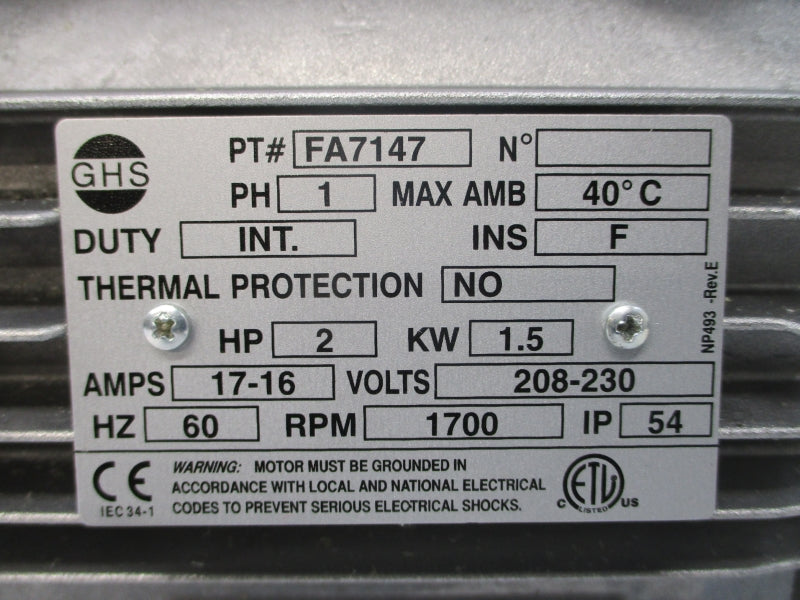 GHS
PT# FA7147 N°
PH 1 MAX AMB 40°C
DUTY INT. INS F
THERMAL PROTECTION NO
HP 2 KW 1.5
AMPS 17-16 VOLTS 208-230
HZ 60 RPM 1700 IP 54
NP493 -Rev.E
CE
IEC 34-1
WARNING: MOTOR MUST BE GROUNDED IN
ACCORDANCE WITH LOCAL AND NATIONAL ELECTRICAL
CODES TO PREVENT SERIOUS ELECTRICAL SHOCKS.
ETL
C LISTED US